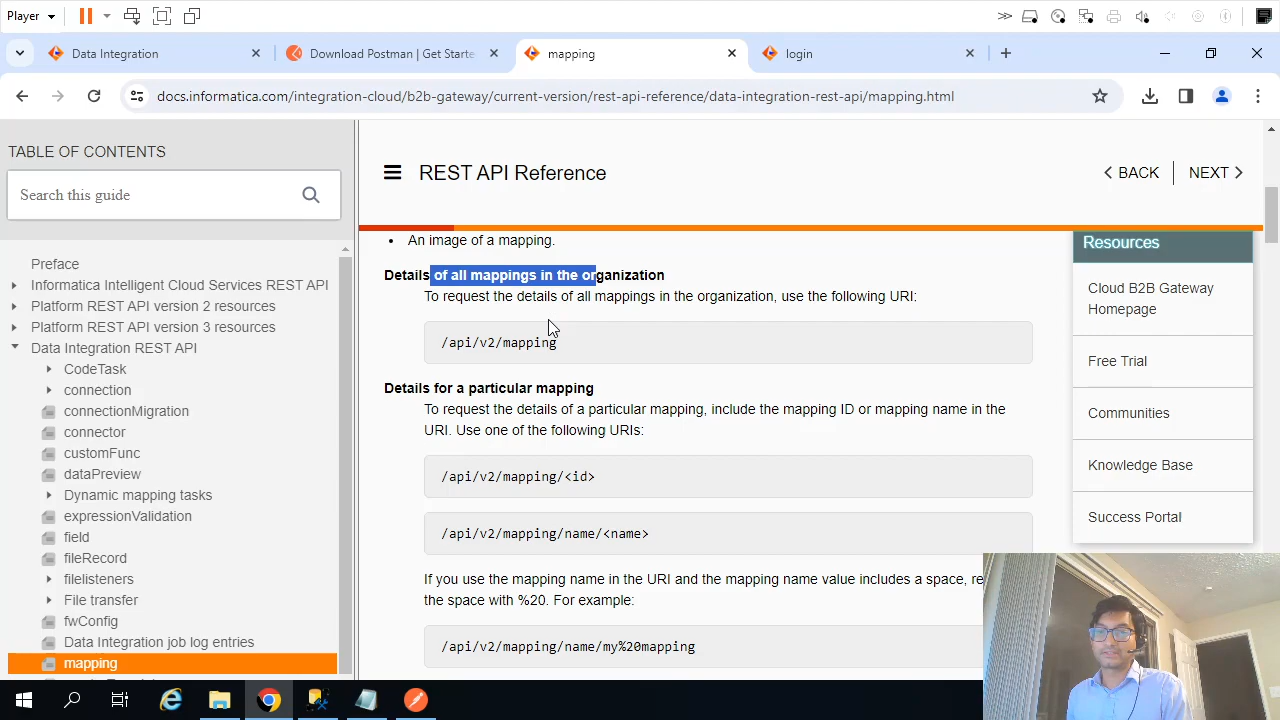 Player
Data Integration
Download Postman | Get Starte
mapping
login
docs.informatica.com/integration-cloud/b2b-gateway/current-version/rest-api-reference/data-integration-rest-api/mapping.html
TABLE OF CONTENTS
Search this guide
Preface
Informatica Intelligent Cloud Services REST API
Platform REST API version 2 resources
Platform REST API version 3 resources
Data Integration REST API
CodeTask
connection
connectionMigration
connector
customFunc
dataPreview
Dynamic mapping tasks
expressionValidation
field
fileRecord
filelisteners
File transfer
fwConfig
Data Integration job log entries
mapping
REST API Reference
BACK
NEXT
• An image of a mapping.
Details of all mappings in the organization
To request the details of all mappings in the organization, use the following URI:
/api/v2/mapping
Details for a particular mapping
To request the details of a particular mapping, include the mapping ID or mapping name in the
URI. Use one of the following URIs:
/api/v2/mapping/<id>
/api/v2/mapping/name/<name>
If you use the mapping name in the URI and the mapping name value includes a space, re
the space with %20. For example:
/api/v2/mapping/name/my%20mapping
Resources
Cloud B2B Gateway
Homepage
Free Trial
Communities
Knowledge Base
Success Portal